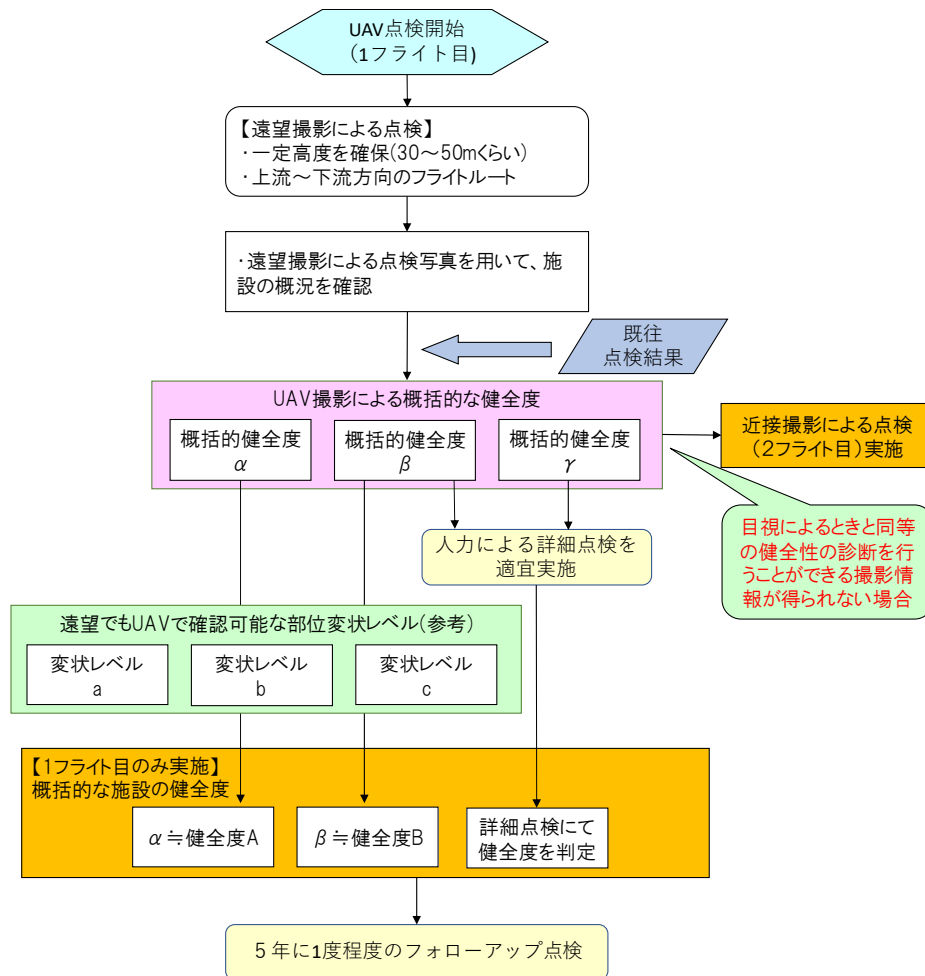 UAV点検開始
(1フライト目)
【遠望撮影による点検】
・一定高度を確保(30～50mくらい)
・上流～下流方向のフライトルート
・遠望撮影による点検写真を用いて、施
設の概況を確認
既往
点検結果
UAV撮影による概括的な健全度
概括的健全度
α
概括的健全度
β
概括的健全度
γ
近接撮影による点検
(2フライト目)実施
目視によるときと同等
の健全性の診断を行
うことができる撮影情
報が得られない場合
人力による詳細点検を
適宜実施
遠望でもUAVで確認可能な部位変状レベル(参考)
変状レベル
a
変状レベル
b
変状レベル
c
【1フライト目のみ実施】
概括的な施設の健全度
α≒健全度A
β≒健全度B
詳細点検にて
健全度を判定
５年に1度程度のフォローアップ点検